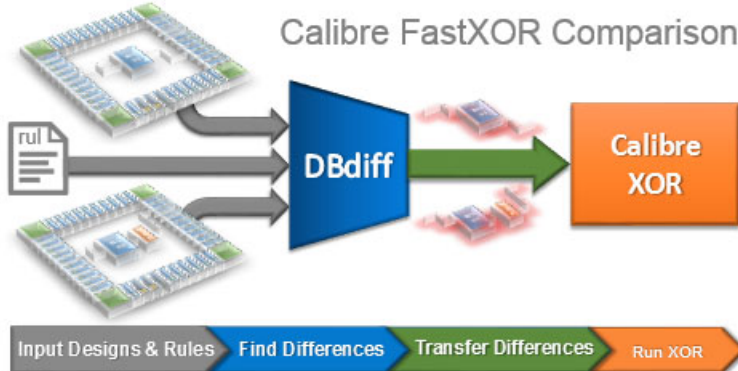 Calibre FastXOR Comparison
rul
DBdiff
Calibre
XOR
Input Designs & Rules
Find Differences
Transfer Differences
Run XOR